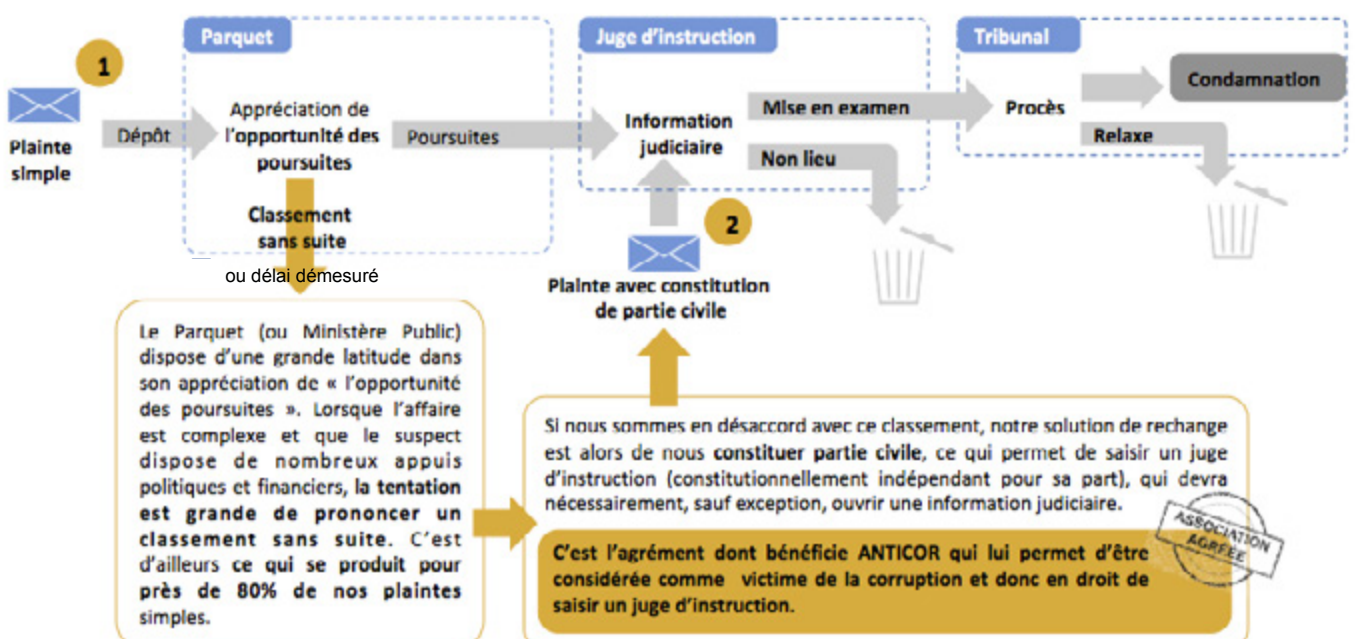 Parquet
Juge d'instruction
Tribunal
1
Plainte
simple
Dépôt
Appréciation de
l'opportunité des
poursuites
Poursuites
Classement
sans suite
ou délai démesuré
Information
judiciaire
Mise en examen
Non lieu
Procès
Condamnation
Relaxe
2
Plainte avec constitution
de partie civile
Le Parquet (ou Ministère Public)
dispose d'une grande latitude dans
son appréciation de « l'opportunité
des poursuites ». Lorsque l'affaire
est complexe et que le suspect
dispose de nombreux appuis
politiques et financiers, la tentation
est grande de prononcer un
classement sans suite. C'est
d'ailleurs ce qui se produit pour
près de 80% de nos plaintes
simples.
Si nous sommes en désaccord avec ce classement, notre solution de rechange
est alors de nous constituer partie civile, ce qui permet de saisir un juge
d'instruction (constitutionnellement indépendant pour sa part), qui devra
nécessairement, sauf exception, ouvrir une information judiciaire.
C'est l'agrément dont bénéficie ANTICOR qui lui permet d'être
considérée comme victime de la corruption et donc en droit de
saisir un juge d'instruction.
ASSOCIATION
AGRÉÉE